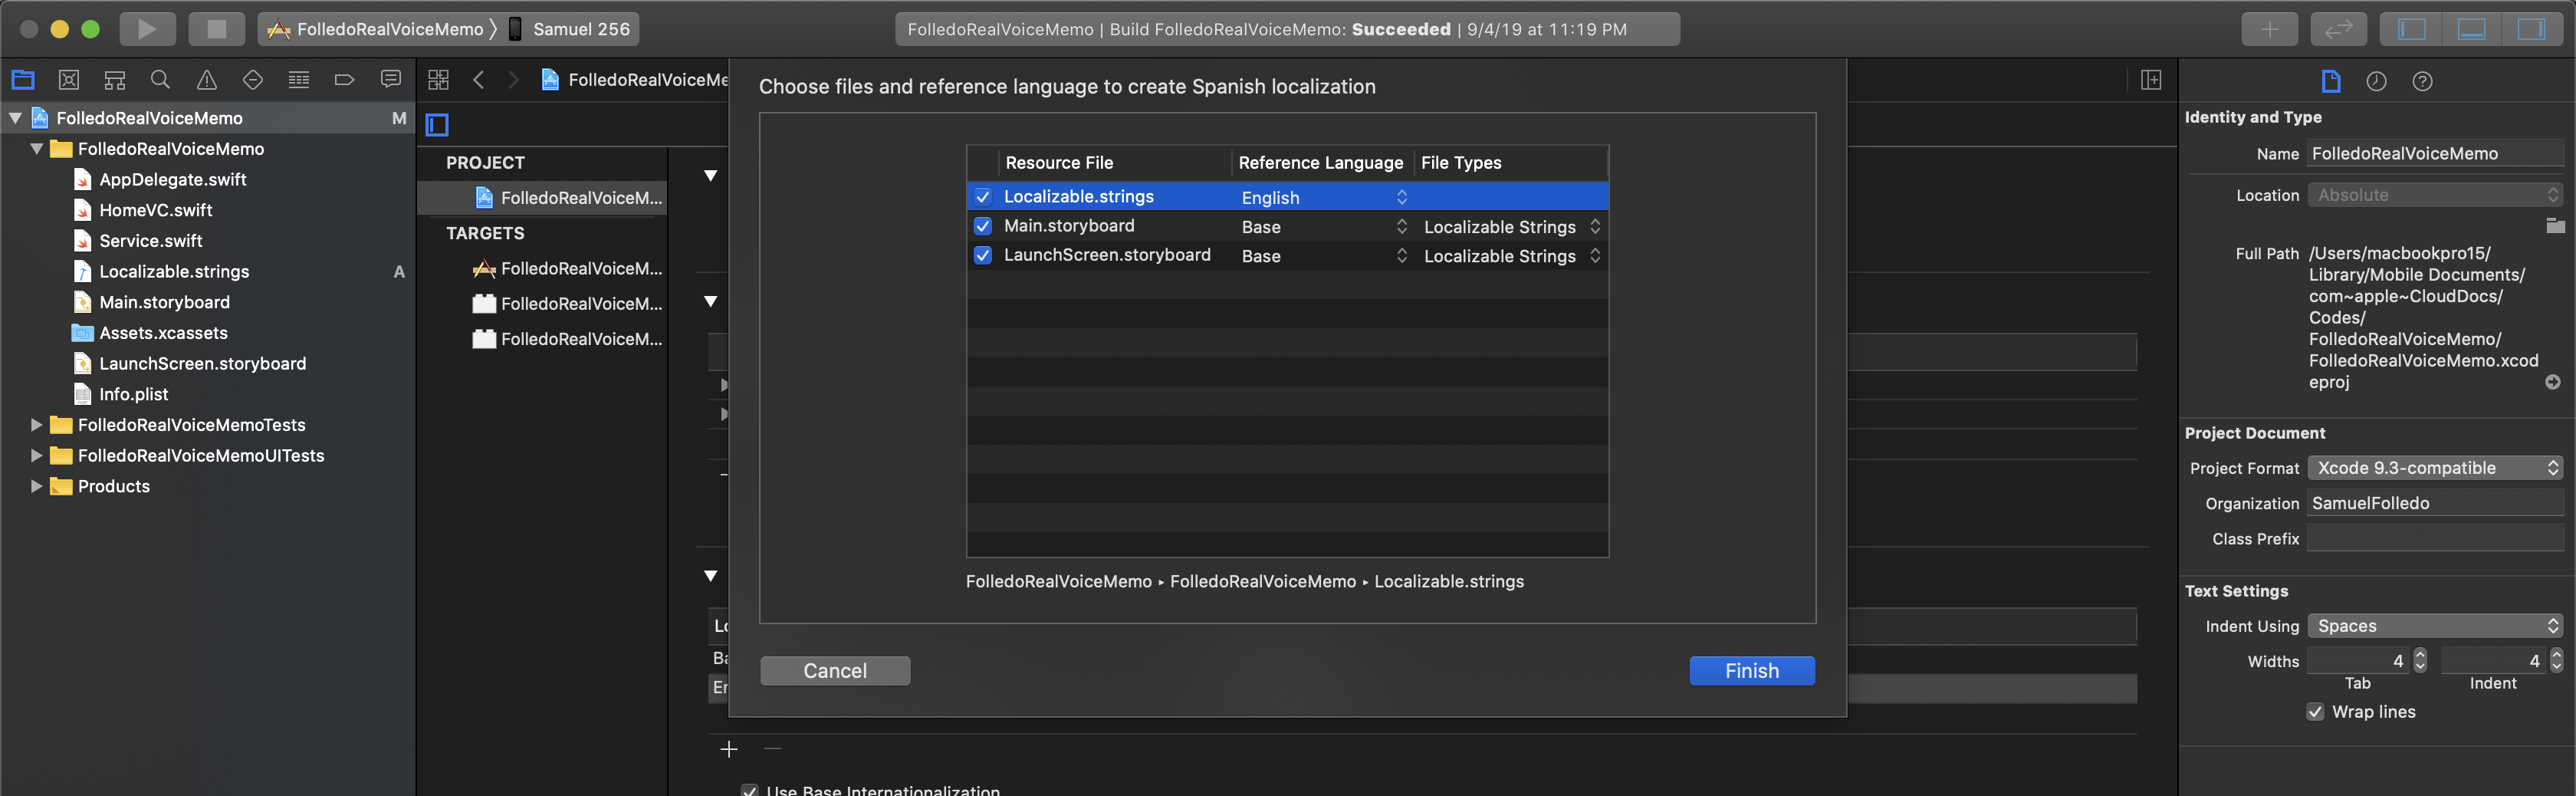 FolledoRealVoiceMemo
Samuel 256
FolledoRealVoiceMemo | Build FolledoRealVoiceMemo: Succeeded | 9/4/19 at 11:19 PM
FolledoRealVoiceMemo M
FolledoRealVoiceMemo
AppDelegate.swift
HomeVC.swift
Service.swift
Localizable.strings A
Main.storyboard
Assets.xcassets
LaunchScreen.storyboard
Info.plist
FolledoRealVoiceMemoTests
FolledoRealVoiceMemoUITests
Products
FolledoRealVoiceMe
PROJECT
FolledoRealVoiceM...
TARGETS
FolledoRealVoiceM...
FolledoRealVoiceM...
FolledoRealVoiceM...
Lo
Ba
En
Choose files and reference language to create Spanish localization
Resource File Reference Language File Types
Localizable.strings English
Main.storyboard Base Localizable Strings
LaunchScreen.storyboard Base Localizable Strings
FolledoRealVoiceMemo ▸ FolledoRealVoiceMemo ▸ Localizable.strings
Cancel Finish
Use Base Internationalization
Identity and Type
Name FolledoRealVoiceMemo
Location Absolute
Full Path /Users/macbookpro15/
Library/Mobile Documents/
com~apple~CloudDocs/
Codes/
FolledoRealVoiceMemo/
FolledoRealVoiceMemo.xcod
eproj
Project Document
Project Format Xcode 9.3-compatible
Organization SamuelFolledo
Class Prefix
Text Settings
Indent Using Spaces
Widths 4 4
Tab Indent
Wrap lines